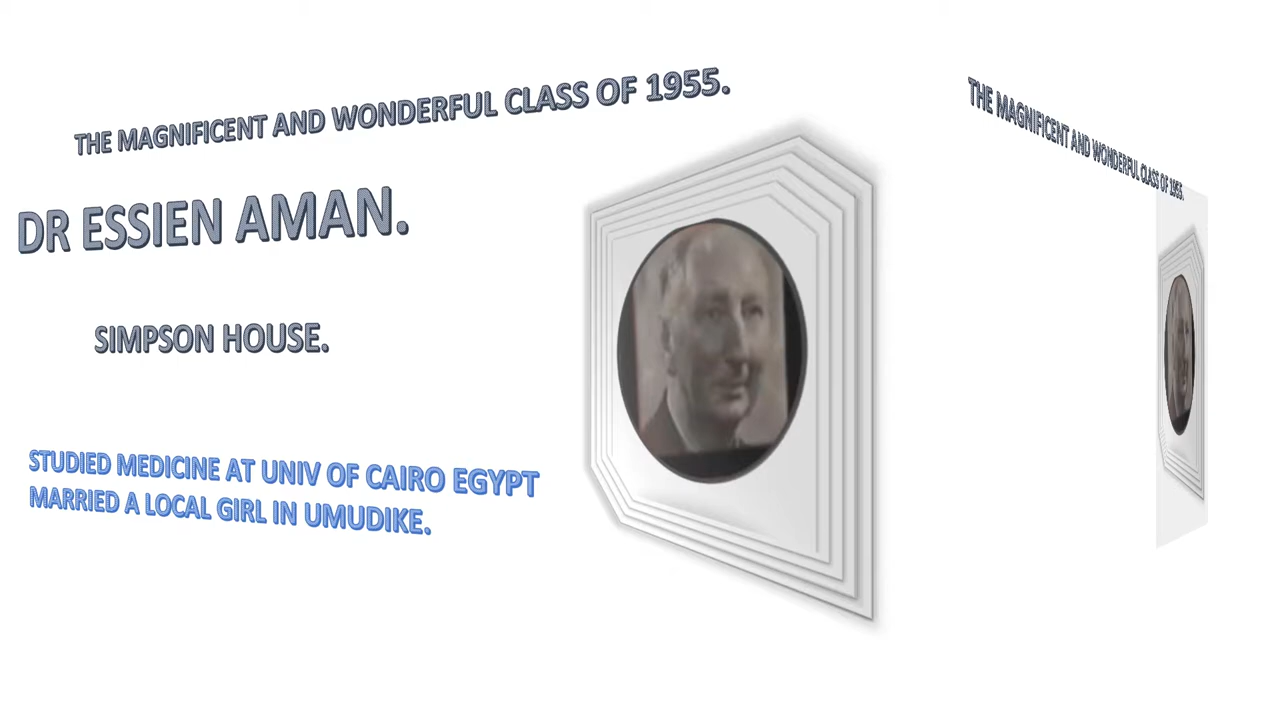 THE MAGNIFICENT AND WONDERFUL CLASS OF 1955.
DR ESSIEN AMAN.
SIMPSON HOUSE.
STUDIED MEDICINE AT UNIV OF CAIRO EGYPT
MARRIED A LOCAL GIRL IN UMUDIKE.
THE MAGNIFICENT AND WONDERFUL CLASS OF 1955.